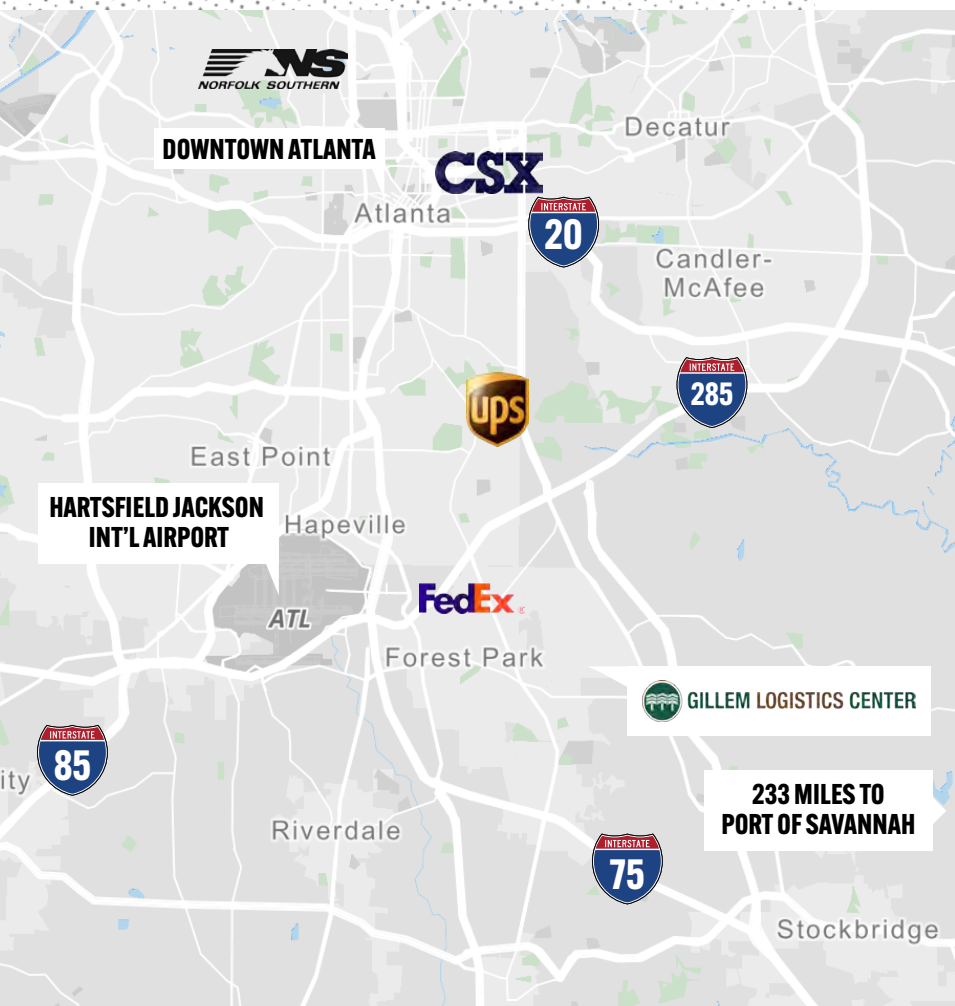 NS
NORFOLK SOUTHERN
DOWNTOWN ATLANTA
Decatur
CSX
Atlanta
INTERSTATE
20
Candler-
McAfee
INTERSTATE
285
ups
East Point
HARTSFIELD JACKSON
INT'L AIRPORT
Hapeville
ATL
FedEx
Forest Park
GILLEM LOGISTICS CENTER
INTERSTATE
85
ity
233 MILES TO
PORT OF SAVANNAH
Riverdale
INTERSTATE
75
Stockbridge